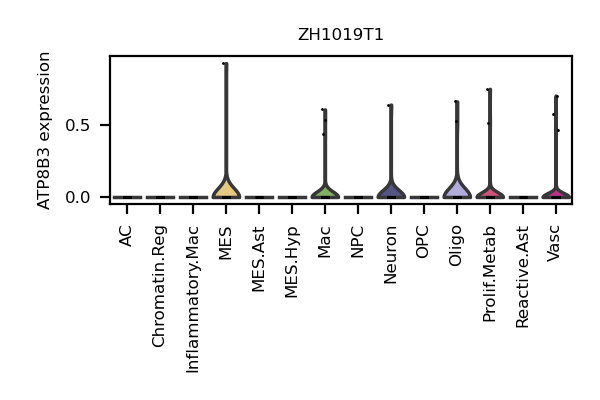 ZH1019T1
ATP8B3 expression
0.5
0.0
AC
Chromatin.Reg
Inflammatory.Mac
MES
MES.Ast
MES.Hyp
Mac
NPC
Neuron
OPC
Oligo
Prolif.Metab
Reactive.Ast
Vasc